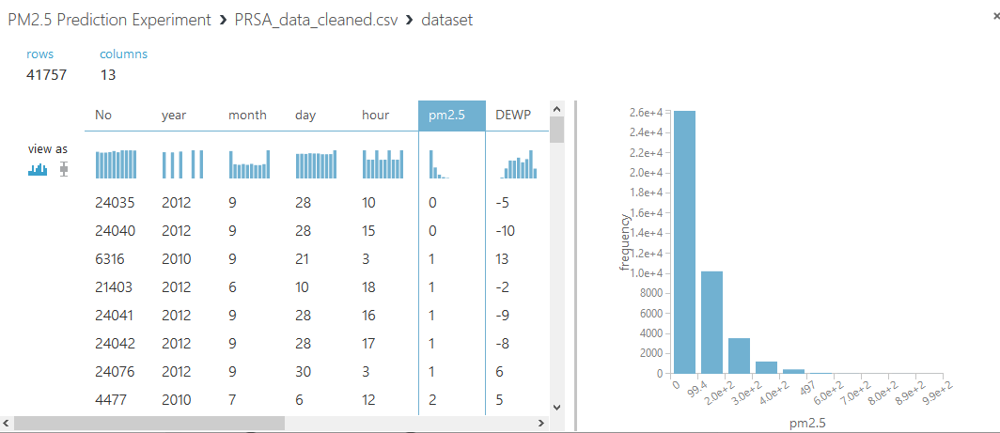 PM2.5 Prediction Experiment › PRSA_data_cleaned.csv › dataset
rows columns
41757 13
No year month day hour pm2.5 DEWP
view as
24035 2012 9 28 10 0 -5
24040 2012 9 28 15 0 -10
6316 2010 9 21 3 1 13
21403 2012 6 10 18 1 -2
24041 2012 9 28 16 1 -9
24042 2012 9 28 17 1 -8
24076 2012 9 30 3 1 6
4477 2010 7 6 12 2 5
frequency
2.6e+4
2.4e+4
2.2e+4
2.0e+4
1.8e+4
1.6e+4
1.4e+4
1.2e+4
1.0e+4
8000
6000
4000
2000
0
0 99.4 2.0e+2 3.0e+2 4.0e+2 497 6.0e+2 7.0e+2 8.0e+2 8.9e+2 9.9e+2
pm2.5